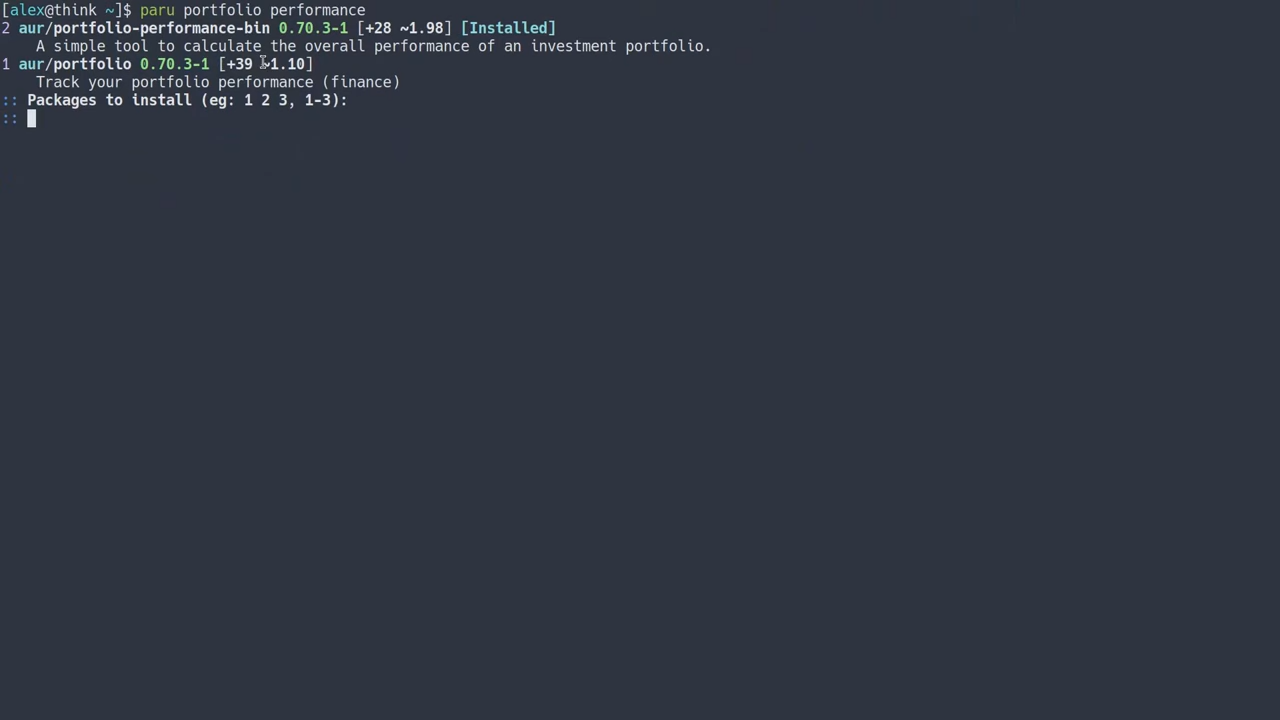 [alex@think ~]$ paru portfolio performance
2 aur/portfolio-performance-bin 0.70.3-1 [+28 ~1.98] [Installed]
A simple tool to calculate the overall performance of an investment portfolio.
1 aur/portfolio 0.70.3-1 [+39 ~1.10]
Track your portfolio performance (finance)
:: Packages to install (eg: 1 2 3, 1-3):
::